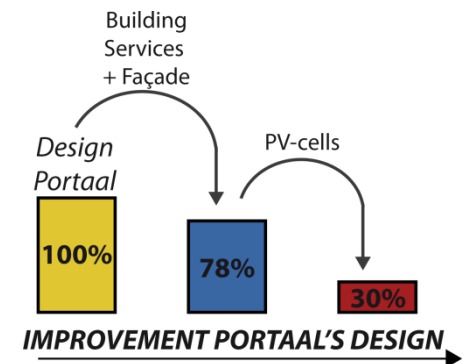 Building
Services
+ Façade
Design
Portaal
PV-cells
100%
78%
30%
IMPROVEMENT PORTAAL'S DESIGN